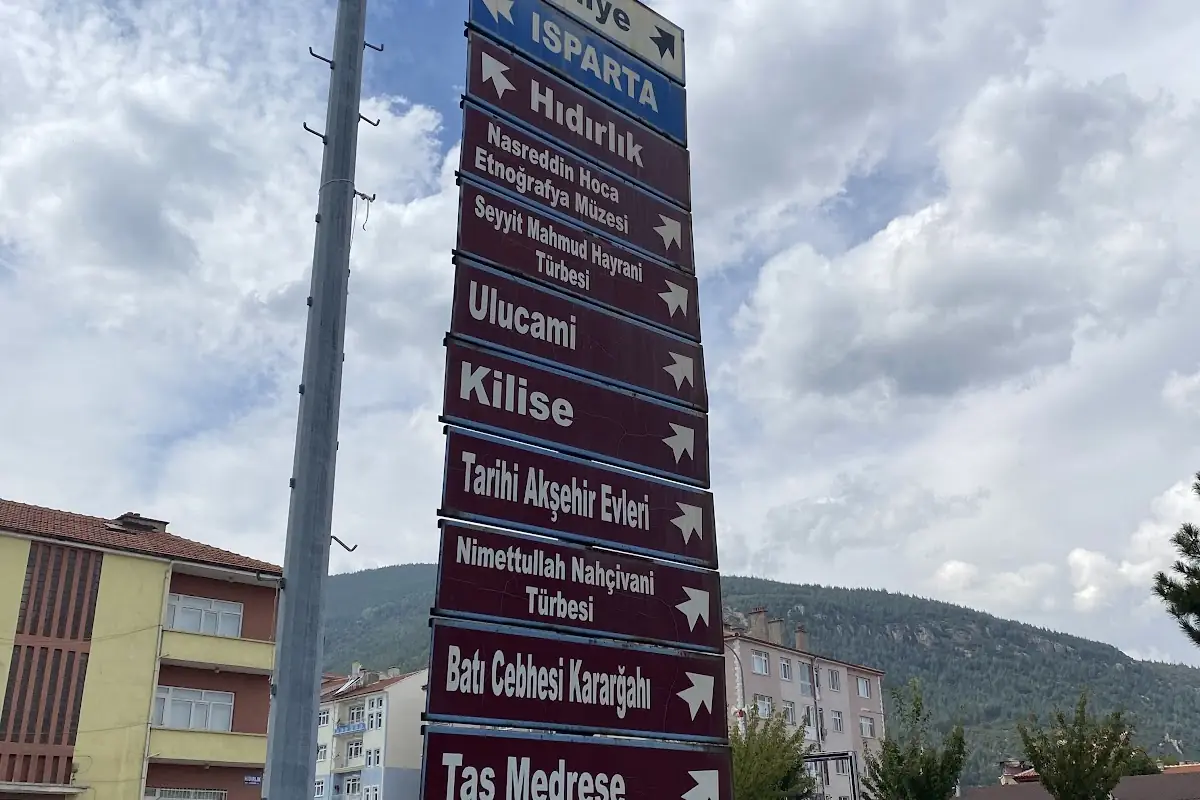 ISPARTA
Hıdırlık
Nasreddin Hoca
Etnoğrafya Müzesi
Seyyit Mahmud Hayrani
Türbesi
Ulucami
Kilise
Tarihi Akşehir Evleri
Nimettullah Nahçivani
Türbesi
Batı Cebhesi Kararğahı
Taş Medrese